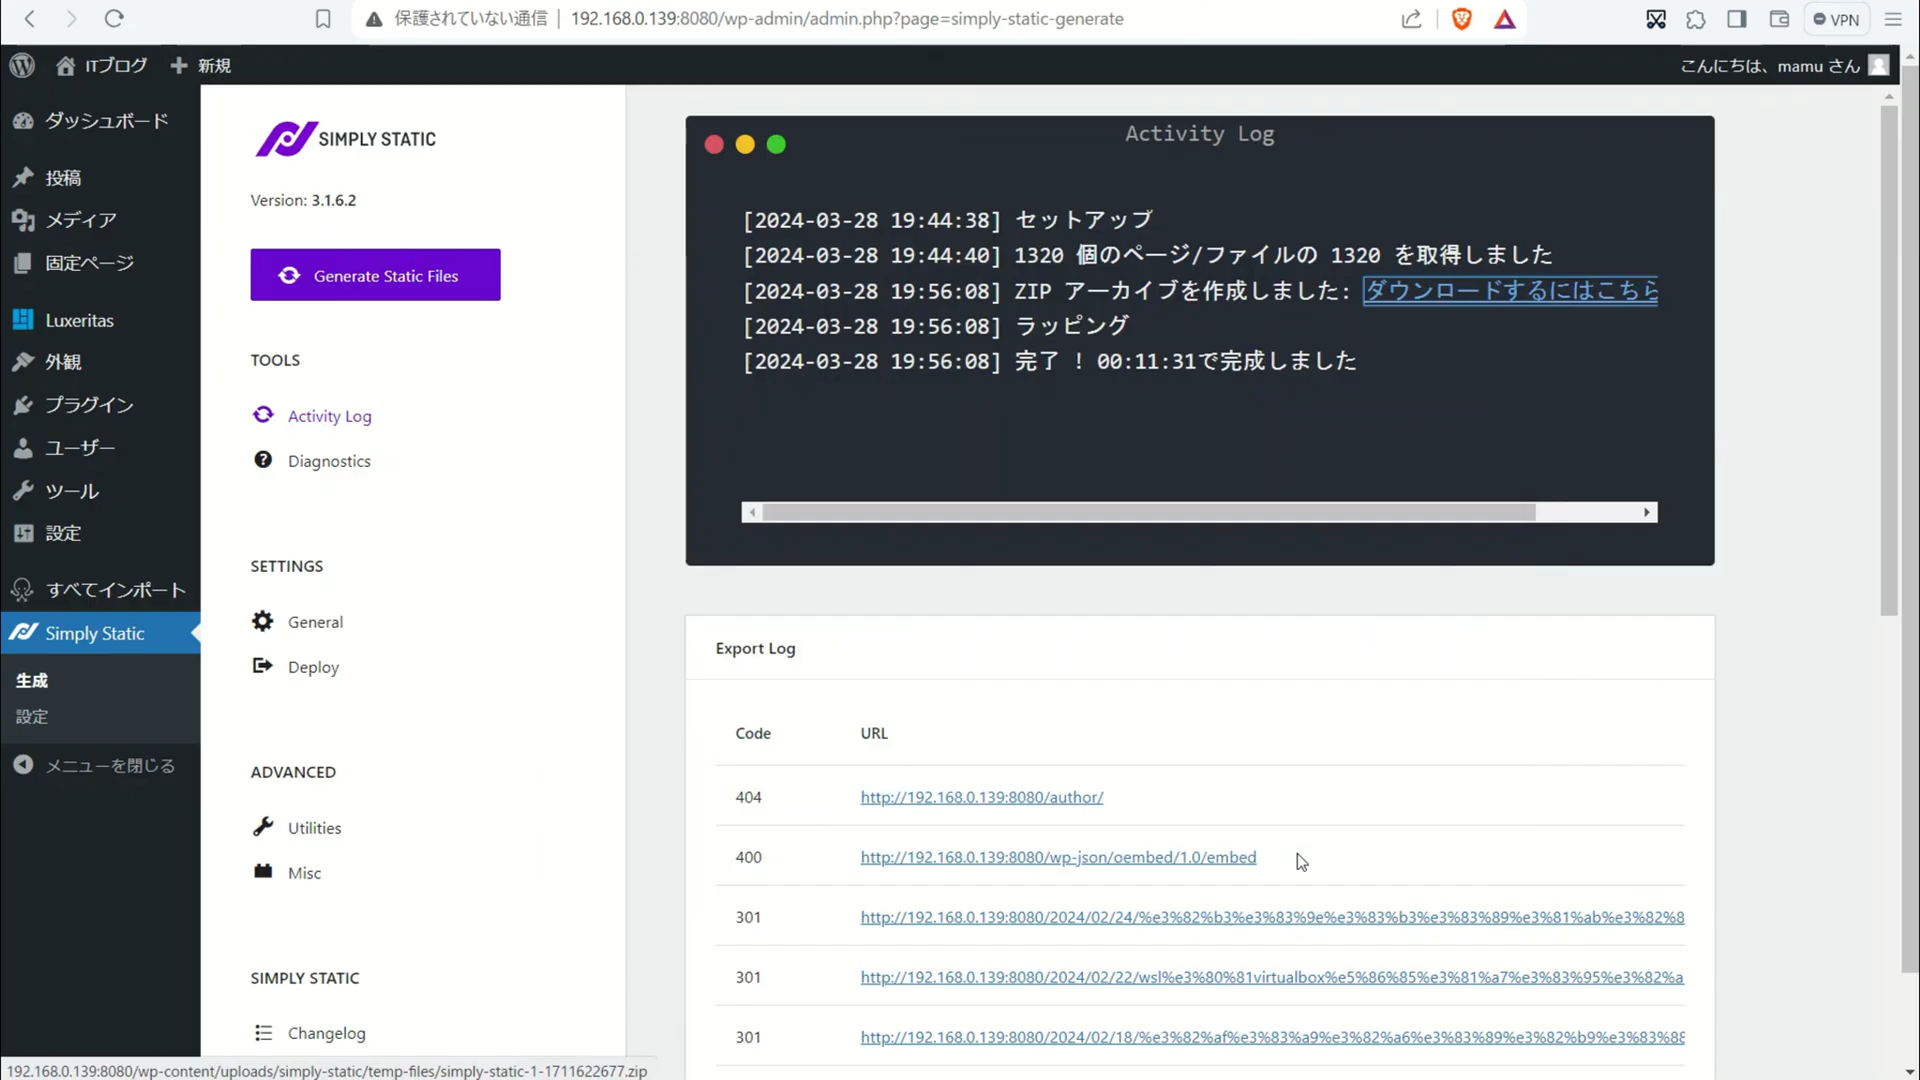 保護されていない通信 | 192.168.0.139:8080/wp-admin/admin.php?page=simply-static-generate
VPN
ITブログ
新規
こんにちは、mamu さん
ダッシュボード
投稿
メディア
固定ページ
Luxeritas
外観
プラグイン
ユーザー
ツール
設定
すべてインポート
Simply Static
生成
設定
メニューを閉じる
SIMPLY STATIC
Version: 3.1.6.2
Generate Static Files
TOOLS
Activity Log
Diagnostics
SETTINGS
General
Deploy
ADVANCED
Utilities
Misc
SIMPLY STATIC
Changelog
Activity Log
[2024-03-28 19:44:38] セットアップ
[2024-03-28 19:44:40] 1320 個のページ/ファイルの 1320 を取得しました
[2024-03-28 19:56:08] ZIP アーカイブを作成しました: ダウンロードするにはこちら
[2024-03-28 19:56:08] ラッピング
[2024-03-28 19:56:08] 完了 ! 00:11:31で完成しました
Export Log
Code URL
404 http://192.168.0.139:8080/author/
400 http://192.168.0.139:8080/wp-json/oembed/1.0/embed
301 http://192.168.0.139:8080/2024/02/24/%e3%82%b3%e3%83%9e%e3%83%b3%e3%83%89%e3%81%ab%e3%82%8
301 http://192.168.0.139:8080/2024/02/22/wsl%e3%80%81virtualbox%e5%86%85%e3%81%a7%e3%83%95%e3%82%a
301 http://192.168.0.139:8080/2024/02/18/%e3%82%af%e3%83%a9%e3%82%a6%e3%83%89%e3%82%b9%e3%83%88
192.168.0.139:8080/wp-content/uploads/simply-static/temp-files/simply-static-1-1711622677.zip